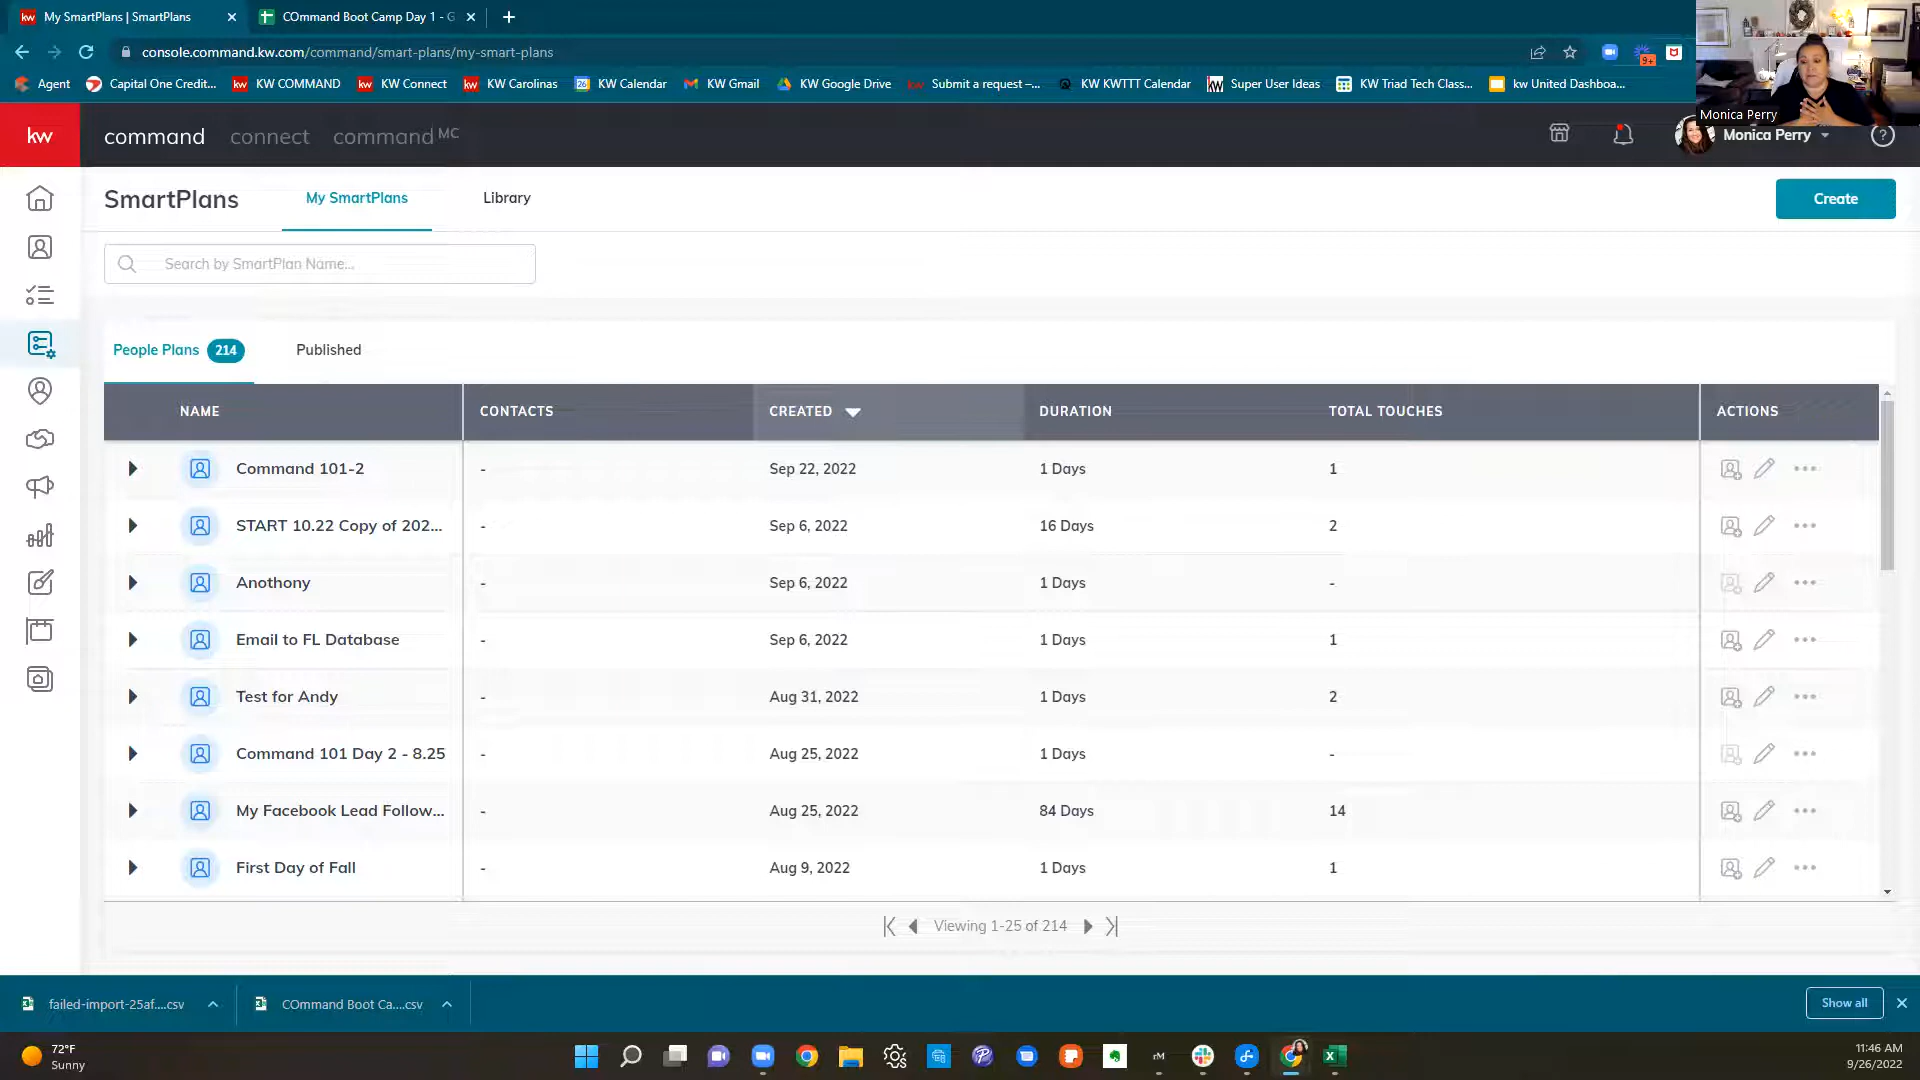 My SmartPlans | SmartPlans
COmmand Boot Camp Day 1 - G
console.command.kw.com/command/smart-plans/my-smart-plans
9+
Agent
Capital One Credit...
KW COMMAND
KW Connect
KW Carolinas
26
KW Calendar
KW Gmail
KW Google Drive
Submit a request –...
KW KWTTT Calendar
Super User Ideas
KW Triad Tech Class...
kw United Dashboa...
Monica Perry
kw
command
connect
command MC
Monica Perry
SmartPlans
My SmartPlans
Library
Create
Search by SmartPlan Name...
People Plans 214
Published
NAME CONTACTS CREATED DURATION TOTAL TOUCHES ACTIONS
Command 101-2 - Sep 22, 2022 1 Days 1
START 10.22 Copy of 202... - Sep 6, 2022 16 Days 2
Anothony - Sep 6, 2022 1 Days -
Email to FL Database - Sep 6, 2022 1 Days 1
Test for Andy - Aug 31, 2022 1 Days 2
Command 101 Day 2 - 8.25 - Aug 25, 2022 1 Days -
My Facebook Lead Follow... - Aug 25, 2022 84 Days 14
First Day of Fall - Aug 9, 2022 1 Days 1
Viewing 1-25 of 214
failed-import-25af....csv
COmmand Boot Ca....csv
Show all
72°F
Sunny
rM
11:46 AM
9/26/2022